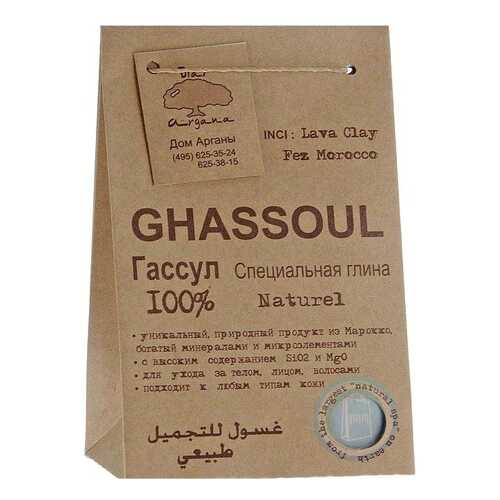 Diar
argana
Дом Арганы
(495) 625-35-24
625-38-15
INCI : Lava Clay
Fez Morocco
GHASSOUL
Гассул Специальная глина
100% Naturel
• уникальный, природный продукт из Марокко,
богатый минералами и микроэлементами
• с высоким содержанием SiO2 и MgO
• для ухода за телом, лицом, волосами
• подходит к любым типам кожи
from the largest "natural spa" on earth
غسول للتجميل
طبيعي